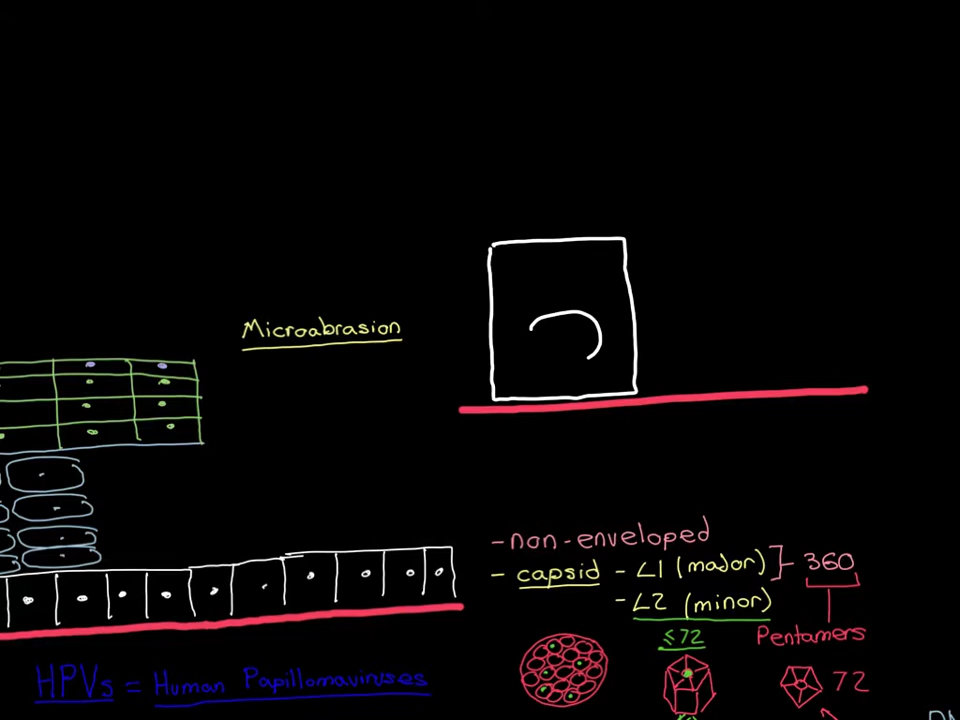 Microabrasion
-non-enveloped
- capsid - L1 (major) ]- 360
- L2 (minor)
≤72
Pentamers
72
HPVs = Human Papillomaviruses